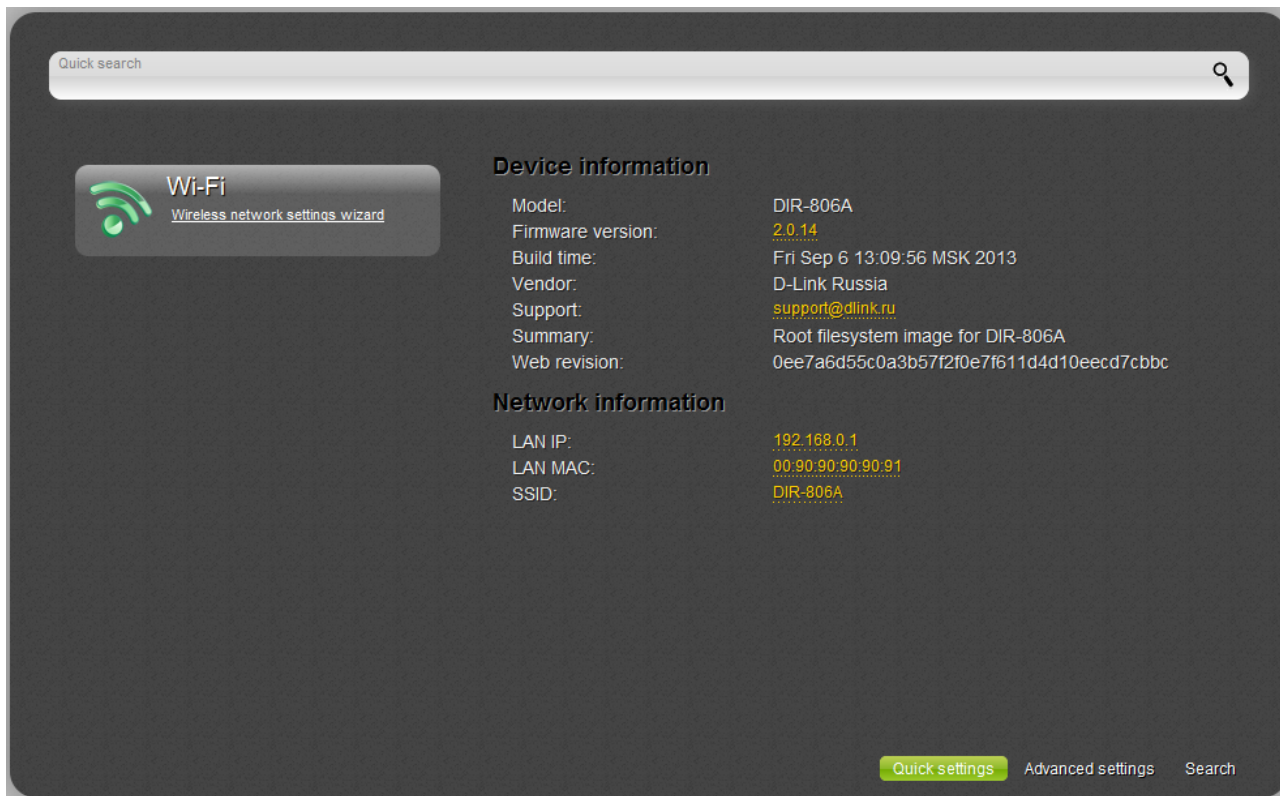 Quick search
Wi-Fi
Wireless network settings wizard
Device information
Model: DIR-806A
Firmware version: 2.0.14
Build time: Fri Sep 6 13:09:56 MSK 2013
Vendor: D-Link Russia
Support: support@dlink.ru
Summary: Root filesystem image for DIR-806A
Web revision: 0ee7a6d55c0a3b57f2f0e7f611d4d10eecd7cbbc
Network information
LAN IP: 192.168.0.1
LAN MAC: 00:90:90:90:90:91
SSID: DIR-806A
Quick settings Advanced settings Search